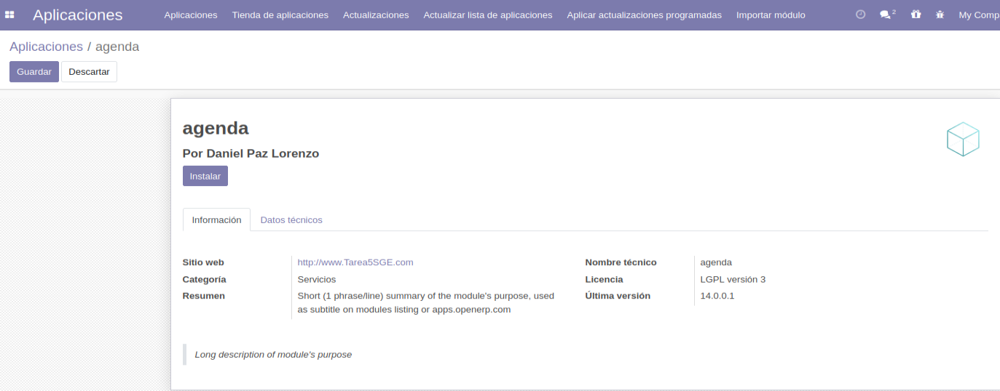 Aplicaciones Aplicaciones Tienda de aplicaciones Actualizaciones Actualizar lista de aplicaciones Aplicar actualizaciones programadas Importar módulo 2 My Comp
Aplicaciones / agenda
Guardar Descartar
agenda
Por Daniel Paz Lorenzo
Instalar
Información Datos técnicos
Sitio web http://www.Tarea5SGE.com Nombre técnico agenda
Categoría Servicios Licencia LGPL versión 3
Resumen Short (1 phrase/line) summary of the module's purpose, used Última versión 14.0.0.1
as subtitle on modules listing or apps.openerp.com
Long description of module's purpose